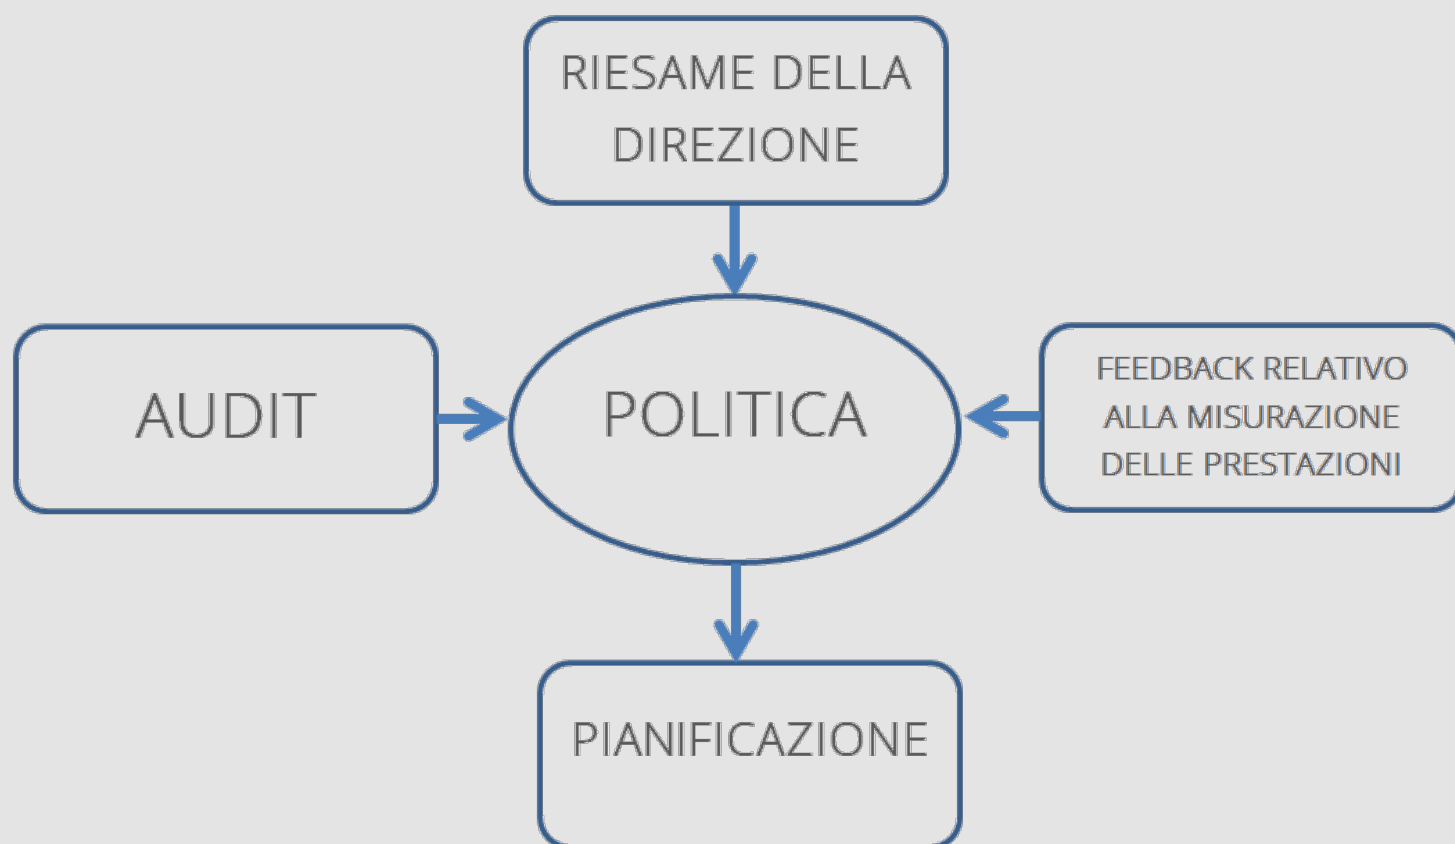 RIESAME DELLA
DIREZIONE
AUDIT
POLITICA
FEEDBACK RELATIVO
ALLA MISURAZIONE
DELLE PRESTAZIONI
PIANIFICAZIONE